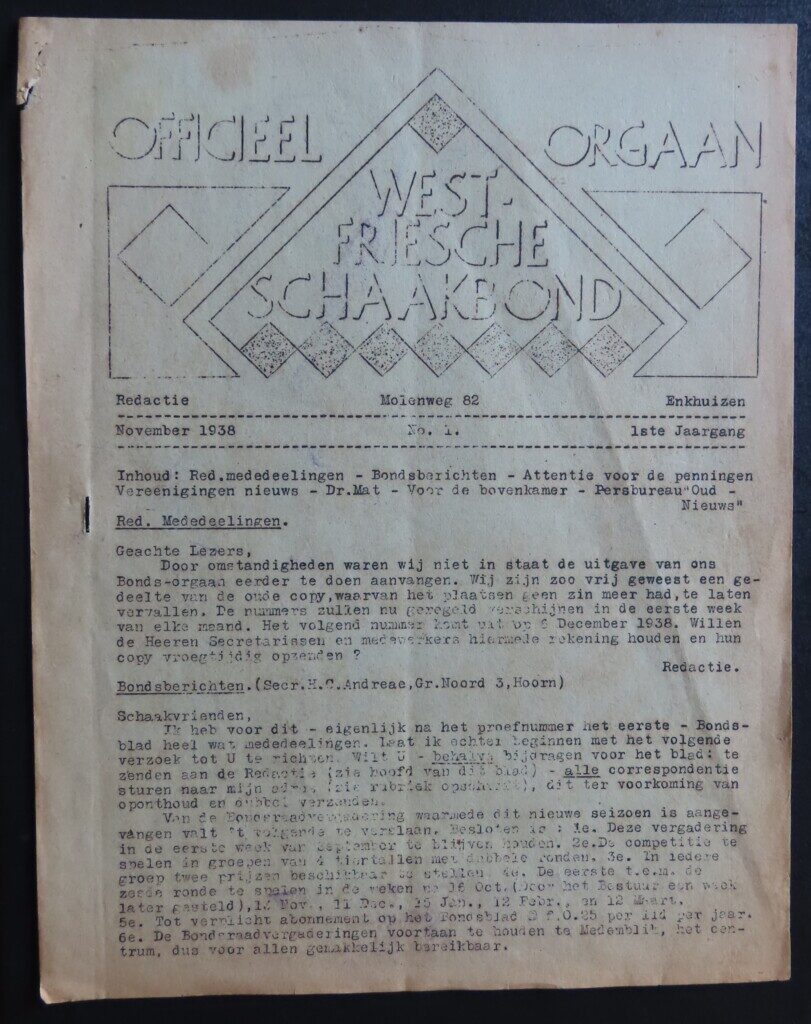 OFFICIEEL ORGAAN
WEST-
FRIESCHE
SCHAAKBOND
Redactie Molenweg 82 Enkhuizen
November 1938 No. 1. 1ste Jaargang
Inhoud: Red.mededeelingen - Bondsberichten - Attentie voor de penningen
Vereenigingen nieuws - Dr.Mat - Voor de bovenkamer - Persbureau"Oud -
Nieuws"
Red. Mededeelingen.
Geachte Lezers,
Door omstandigheden waren wij niet in staat de uitgave van ons
Bonds-orgaan eerder te doen aanvangen. Wij zijn zoo vrij geweest een ge-
deelte van de oude copy,waarvan het plaatsen geen zin meer had,te laten
vervallen. De nummers zullen nu geregeld verschijnen in de eerste week
van elke maand. Het volgend nummer komt uit op 6 December 1938. Willen
de Heeren Secretarissen en medewerkers hiermede rekening houden en hun
copy vroegtijdig opzenden ?
Redactie.
Bondsberichten.(Secr.H.C.Andreae,Gr.Noord 3,Hoorn)
Schaakvrienden,
Ik heb voor dit - eigenlijk na het proefnummer het eerste - Bonds-
blad heel wat mededeelingen. Laat ik echter beginnen met het volgende
verzoek tot U te richten. Wilt U - behalve bijdragen voor het blad: te
zenden aan de Redactie (zie hoofd van dit blad) - alle correspondentie
sturen naar mijn adres (zie rubriek opschrift), dit ter voorkoming van
oponthoud en dubbel verzenden.
Van de Bondsraadvergadering waarmede dit nieuwe seizoen is aange-
vangen valt 't volgende te verslaan. Besloten is : 1e. Deze vergadering
in de eerste week van September te blijven houden. 2e.De competitie te
spelen in groepen van 4 tientallen met dubbele ronden. 3e. In iedere
groep twee prijzen beschikbaar te stellen. 4e. De eerste t.e.m. de
zesde ronde te spelen in de weken na 16 Oct.(Door het Bestuur een week
later gesteld), Nov., 11 Dec., 15 Jan., 12 Febr., en 12 Maart.
5e. Tot verplicht abonnement op het Bondsblad à f.0.25 per lid per jaar.
6e. De Bondsraadvergaderingen voortaan te houden te Medemblik, het cen-
trum, dus voor allen gemakkelijk bereikbaar.